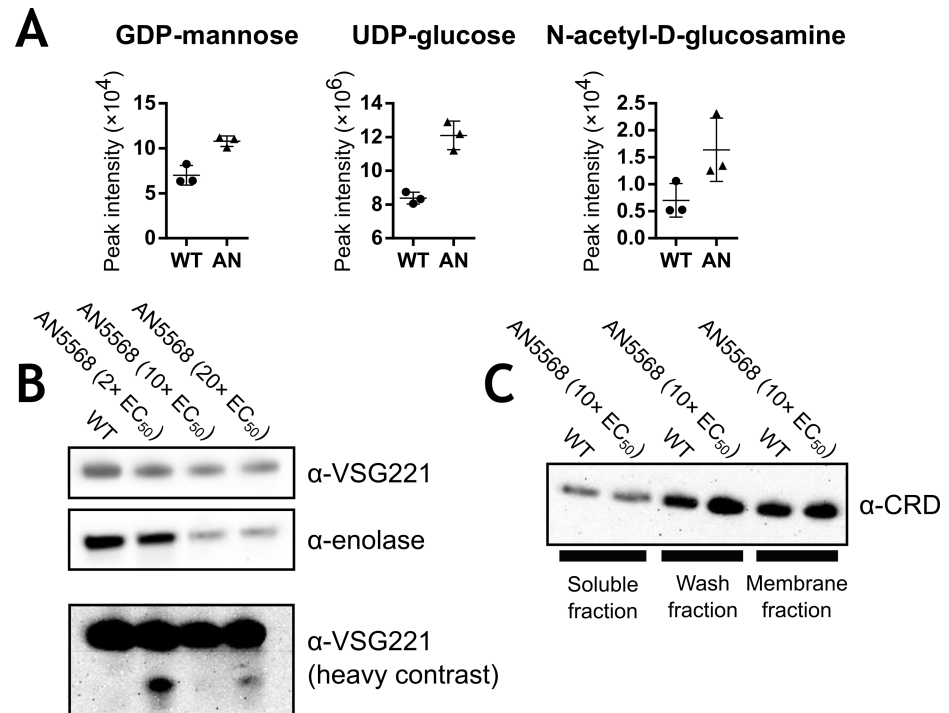 A
GDP-mannose
UDP-glucose
N-acetyl-D-glucosamine
Peak intensity (×10⁴)
15
10
5
0
WT AN
Peak intensity (×10⁶)
14
12
10
8
6
WT AN
Peak intensity (×10⁴)
2.5
2.0
1.5
1.0
0.5
0.0
WT AN
B
WT
AN5568 (2× EC₅₀)
AN5568 (10× EC₅₀)
AN5568 (20× EC₅₀)
α-VSG221
α-enolase
α-VSG221
(heavy contrast)
C
WT
AN5568 (10× EC₅₀)
WT
AN5568 (10× EC₅₀)
WT
AN5568 (10× EC₅₀)
α-CRD
Soluble
fraction
Wash
fraction
Membrane
fraction